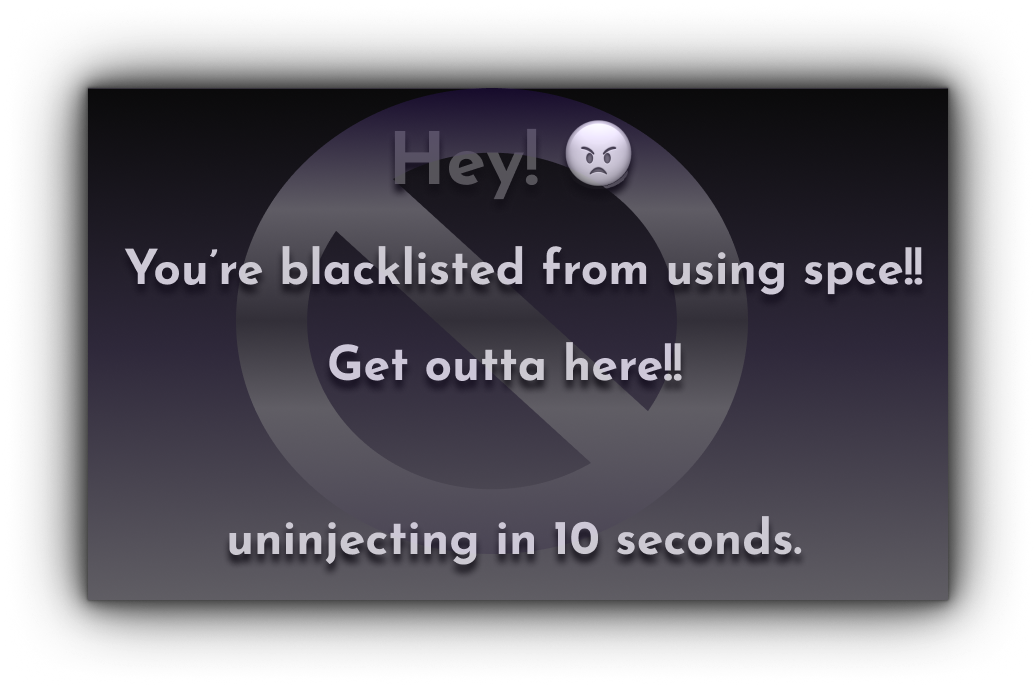 Hey! 😠
You’re blacklisted from using spce!!
Get outta here!!
uninjecting in 10 seconds.